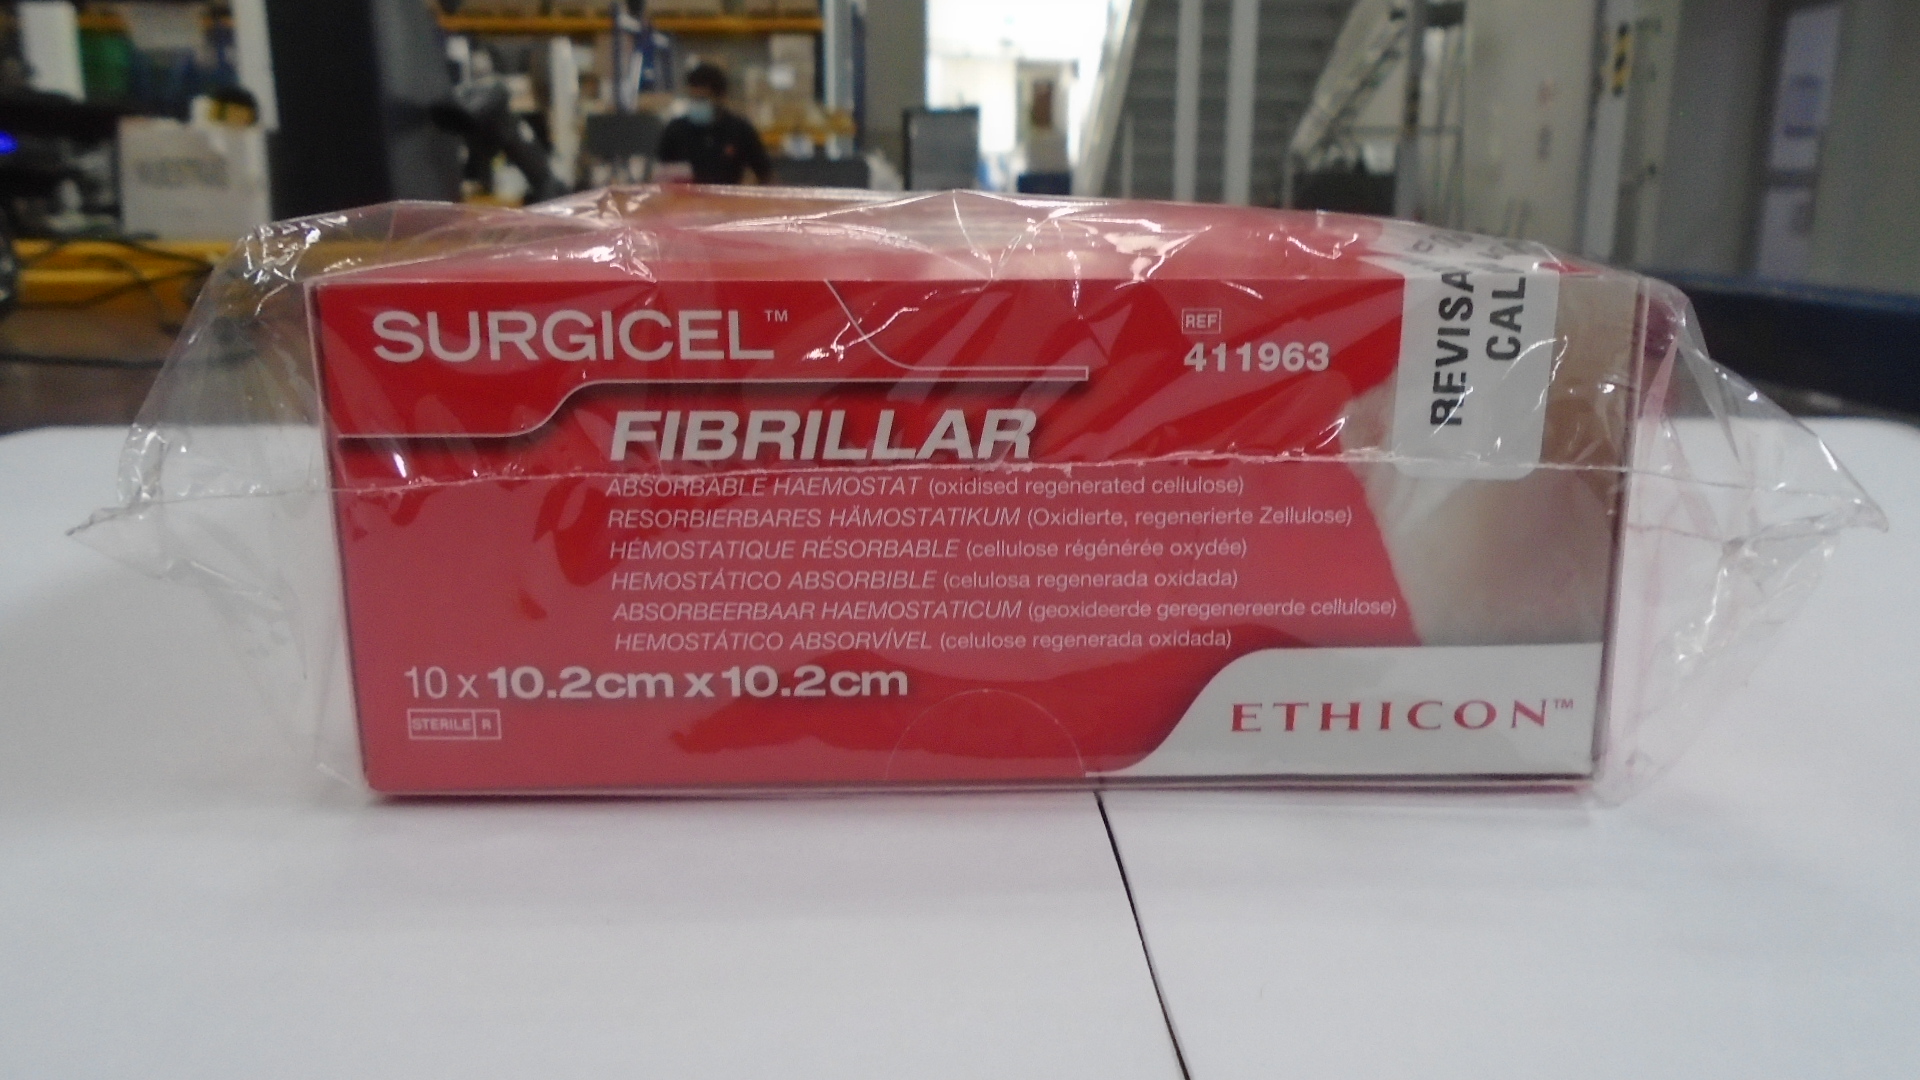 SURGICEL™
REF
411963
FIBRILLAR
ABSORBABLE HAEMOSTAT (oxidised regenerated cellulose)
RESORBIERBARES HÄMOSTATIKUM (Oxidierte, regenerierte Zellulose)
HÉMOSTATIQUE RÉSORBABLE (cellulose régénérée oxydée)
HEMOSTÁTICO ABSORBIBLE (celulosa regenerada oxidada)
ABSORBEERBAAR HAEMOSTATICUM (geoxideerde geregenereerde cellulose)
HEMOSTÁTICO ABSORVÍVEL (celulose regenerada oxidada)
10 x 10.2cm x 10.2cm
STERILE R
ETHICON™
REVISA
CAL